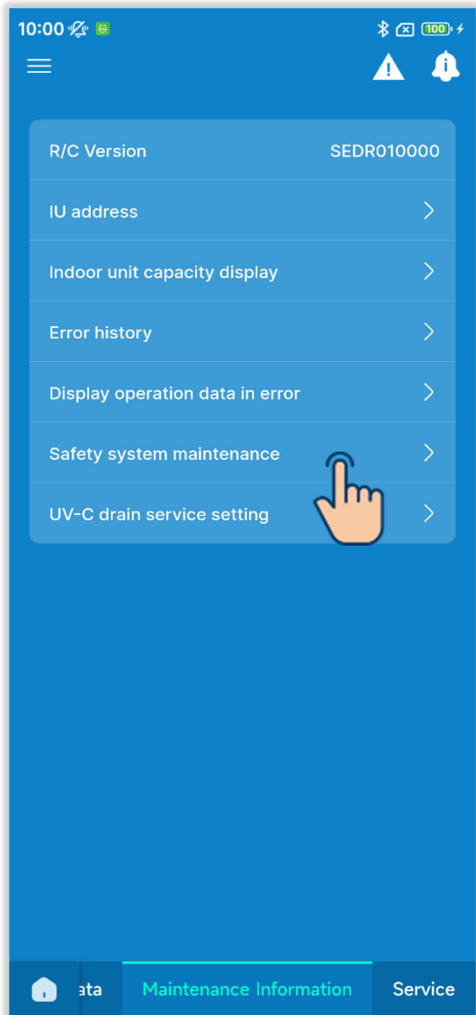 10:00
100
R/C Version SEDR010000
IU address
Indoor unit capacity display
Error history
Display operation data in error
Safety system maintenance
UV-C drain service setting
ata Maintenance Information Service